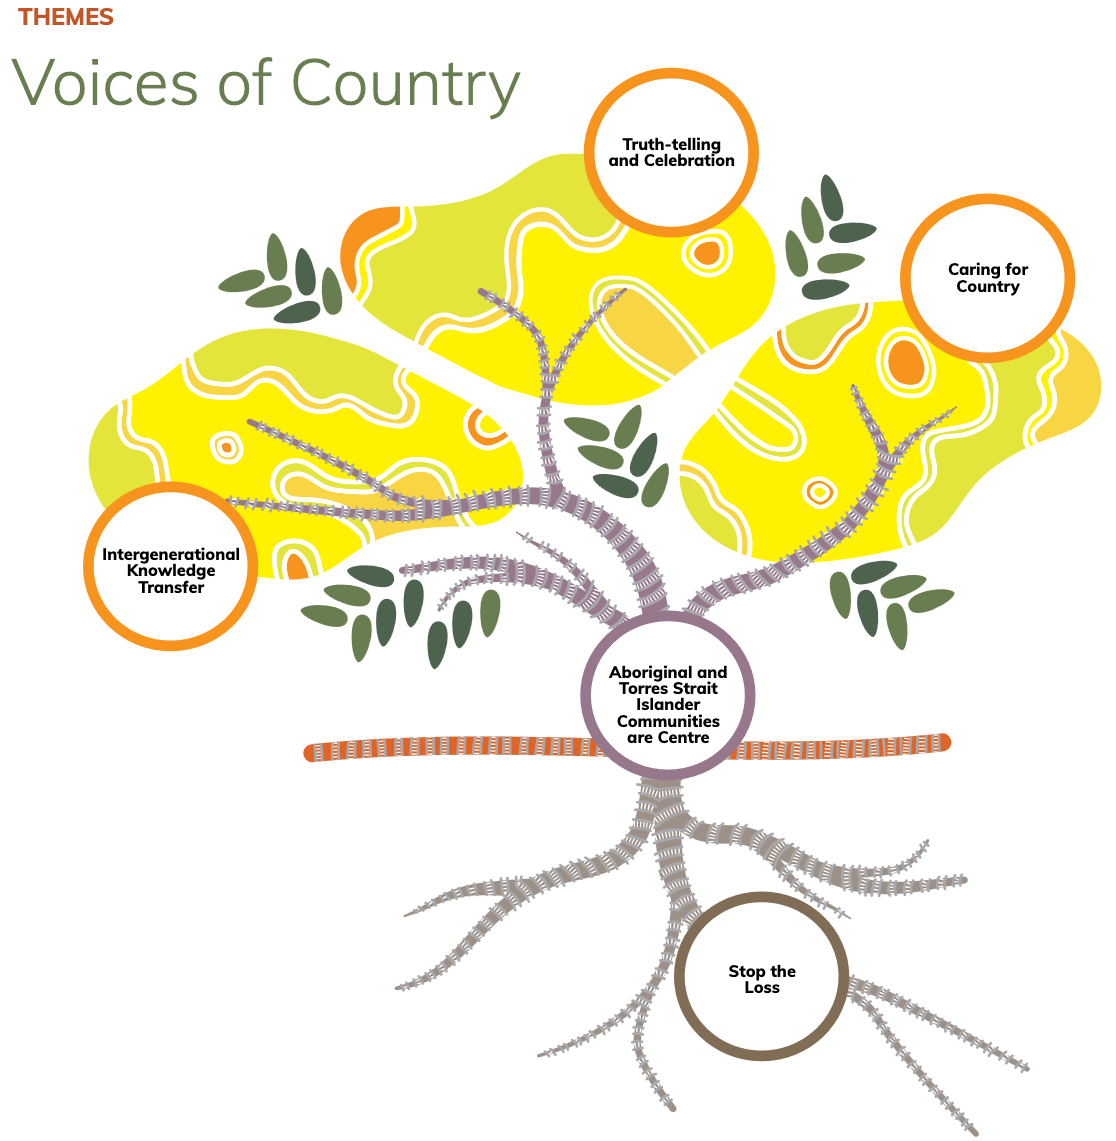 THEMES
Voices of Country
Truth-telling
and Celebration
Caring for
Country
Intergenerational
Knowledge
Transfer
Aboriginal and
Torres Strait
Islander
Communities
are Centre
Stop the
Loss